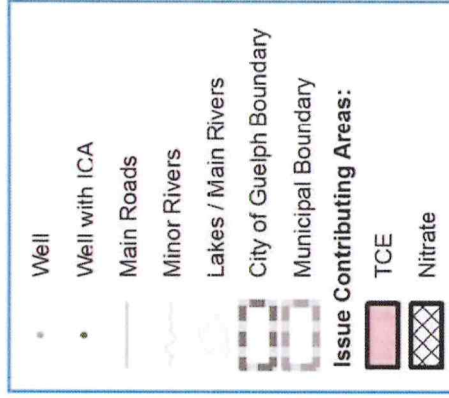 Well
Well with ICA
Main Roads
Minor Rivers
Lakes / Main Rivers
City of Guelph Boundary
Municipal Boundary
Issue Contributing Areas:
TCE
Nitrate